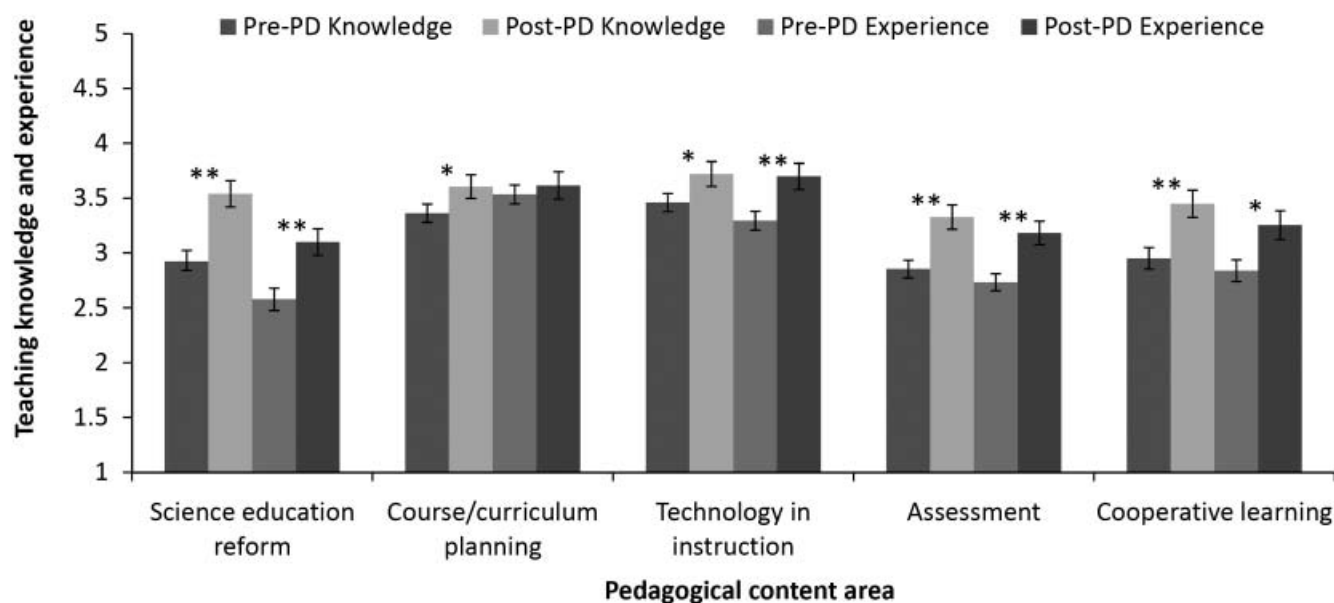 Pre-PD Knowledge Post-PD Knowledge Pre-PD Experience Post-PD Experience
Teaching knowledge and experience
5
4.5
4
3.5
3
2.5
2
1.5
1
** ** * * ** ** ** ** *
Science education reform
Course/curriculum planning
Technology in instruction
Assessment
Cooperative learning
Pedagogical content area